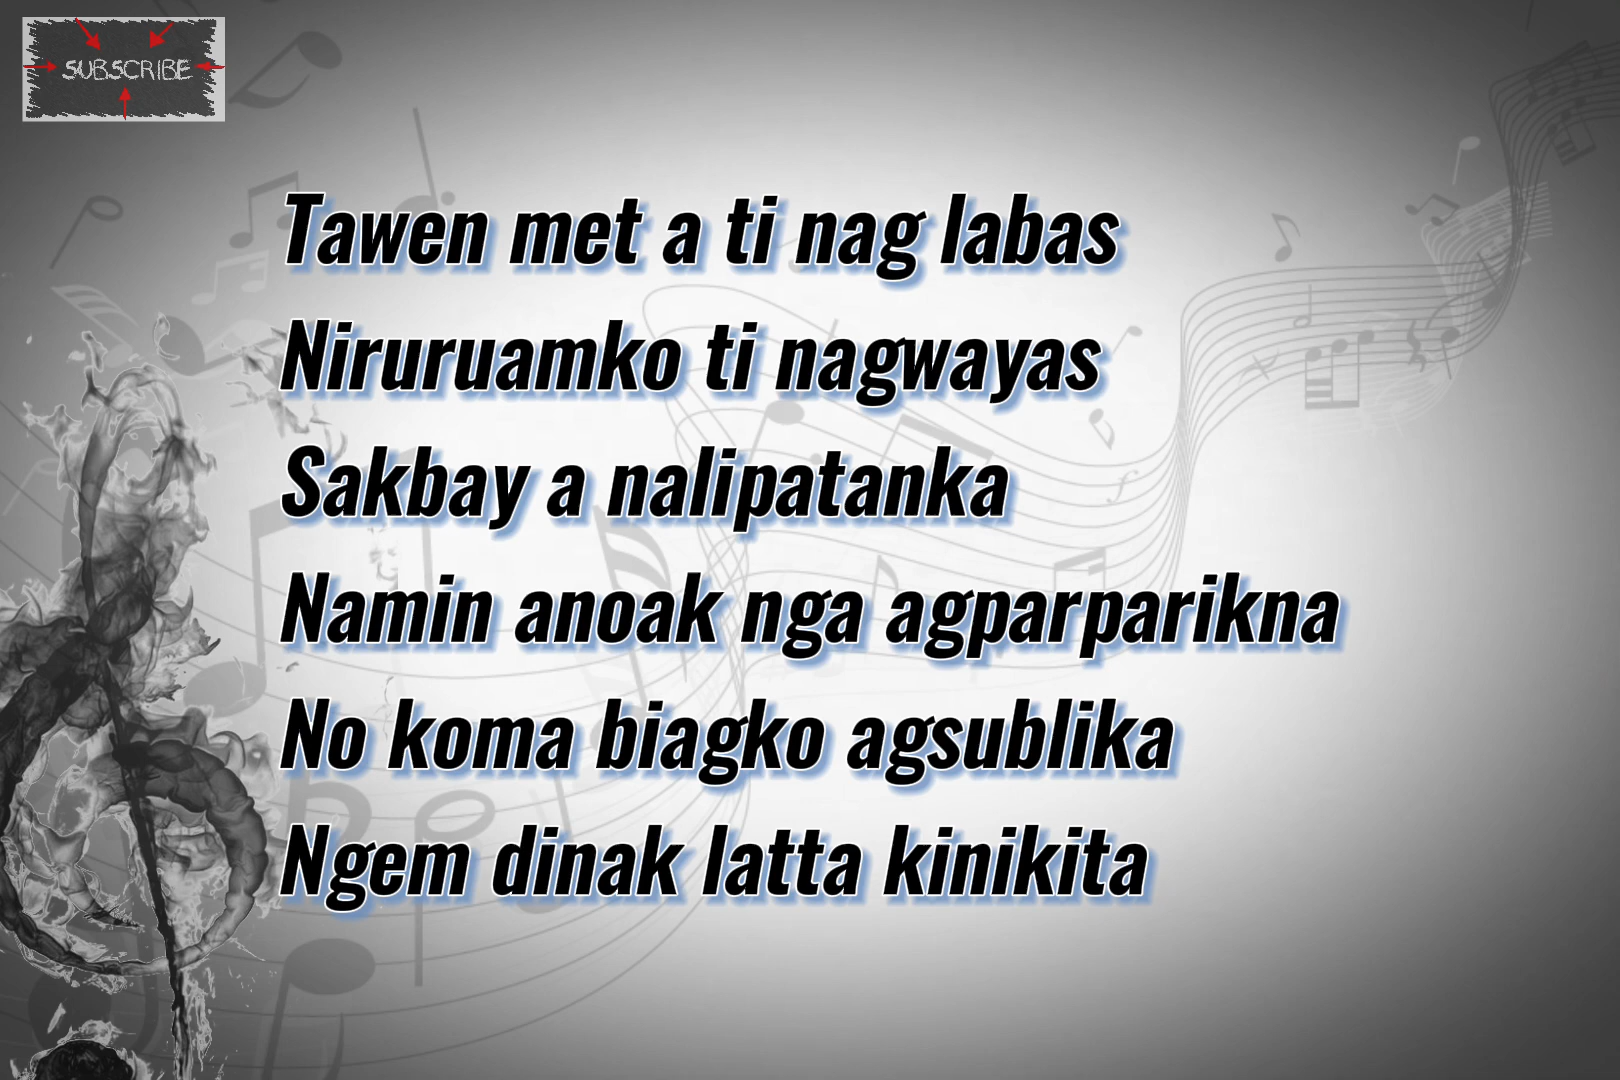 SUBSCRIBE
Tawen met a ti nag labas
Niruruamko ti nagwayas
Sakbay a nalipatanka
Namin anoak nga agparparikna
No koma biagko agsublika
Ngem dinak latta kinikita